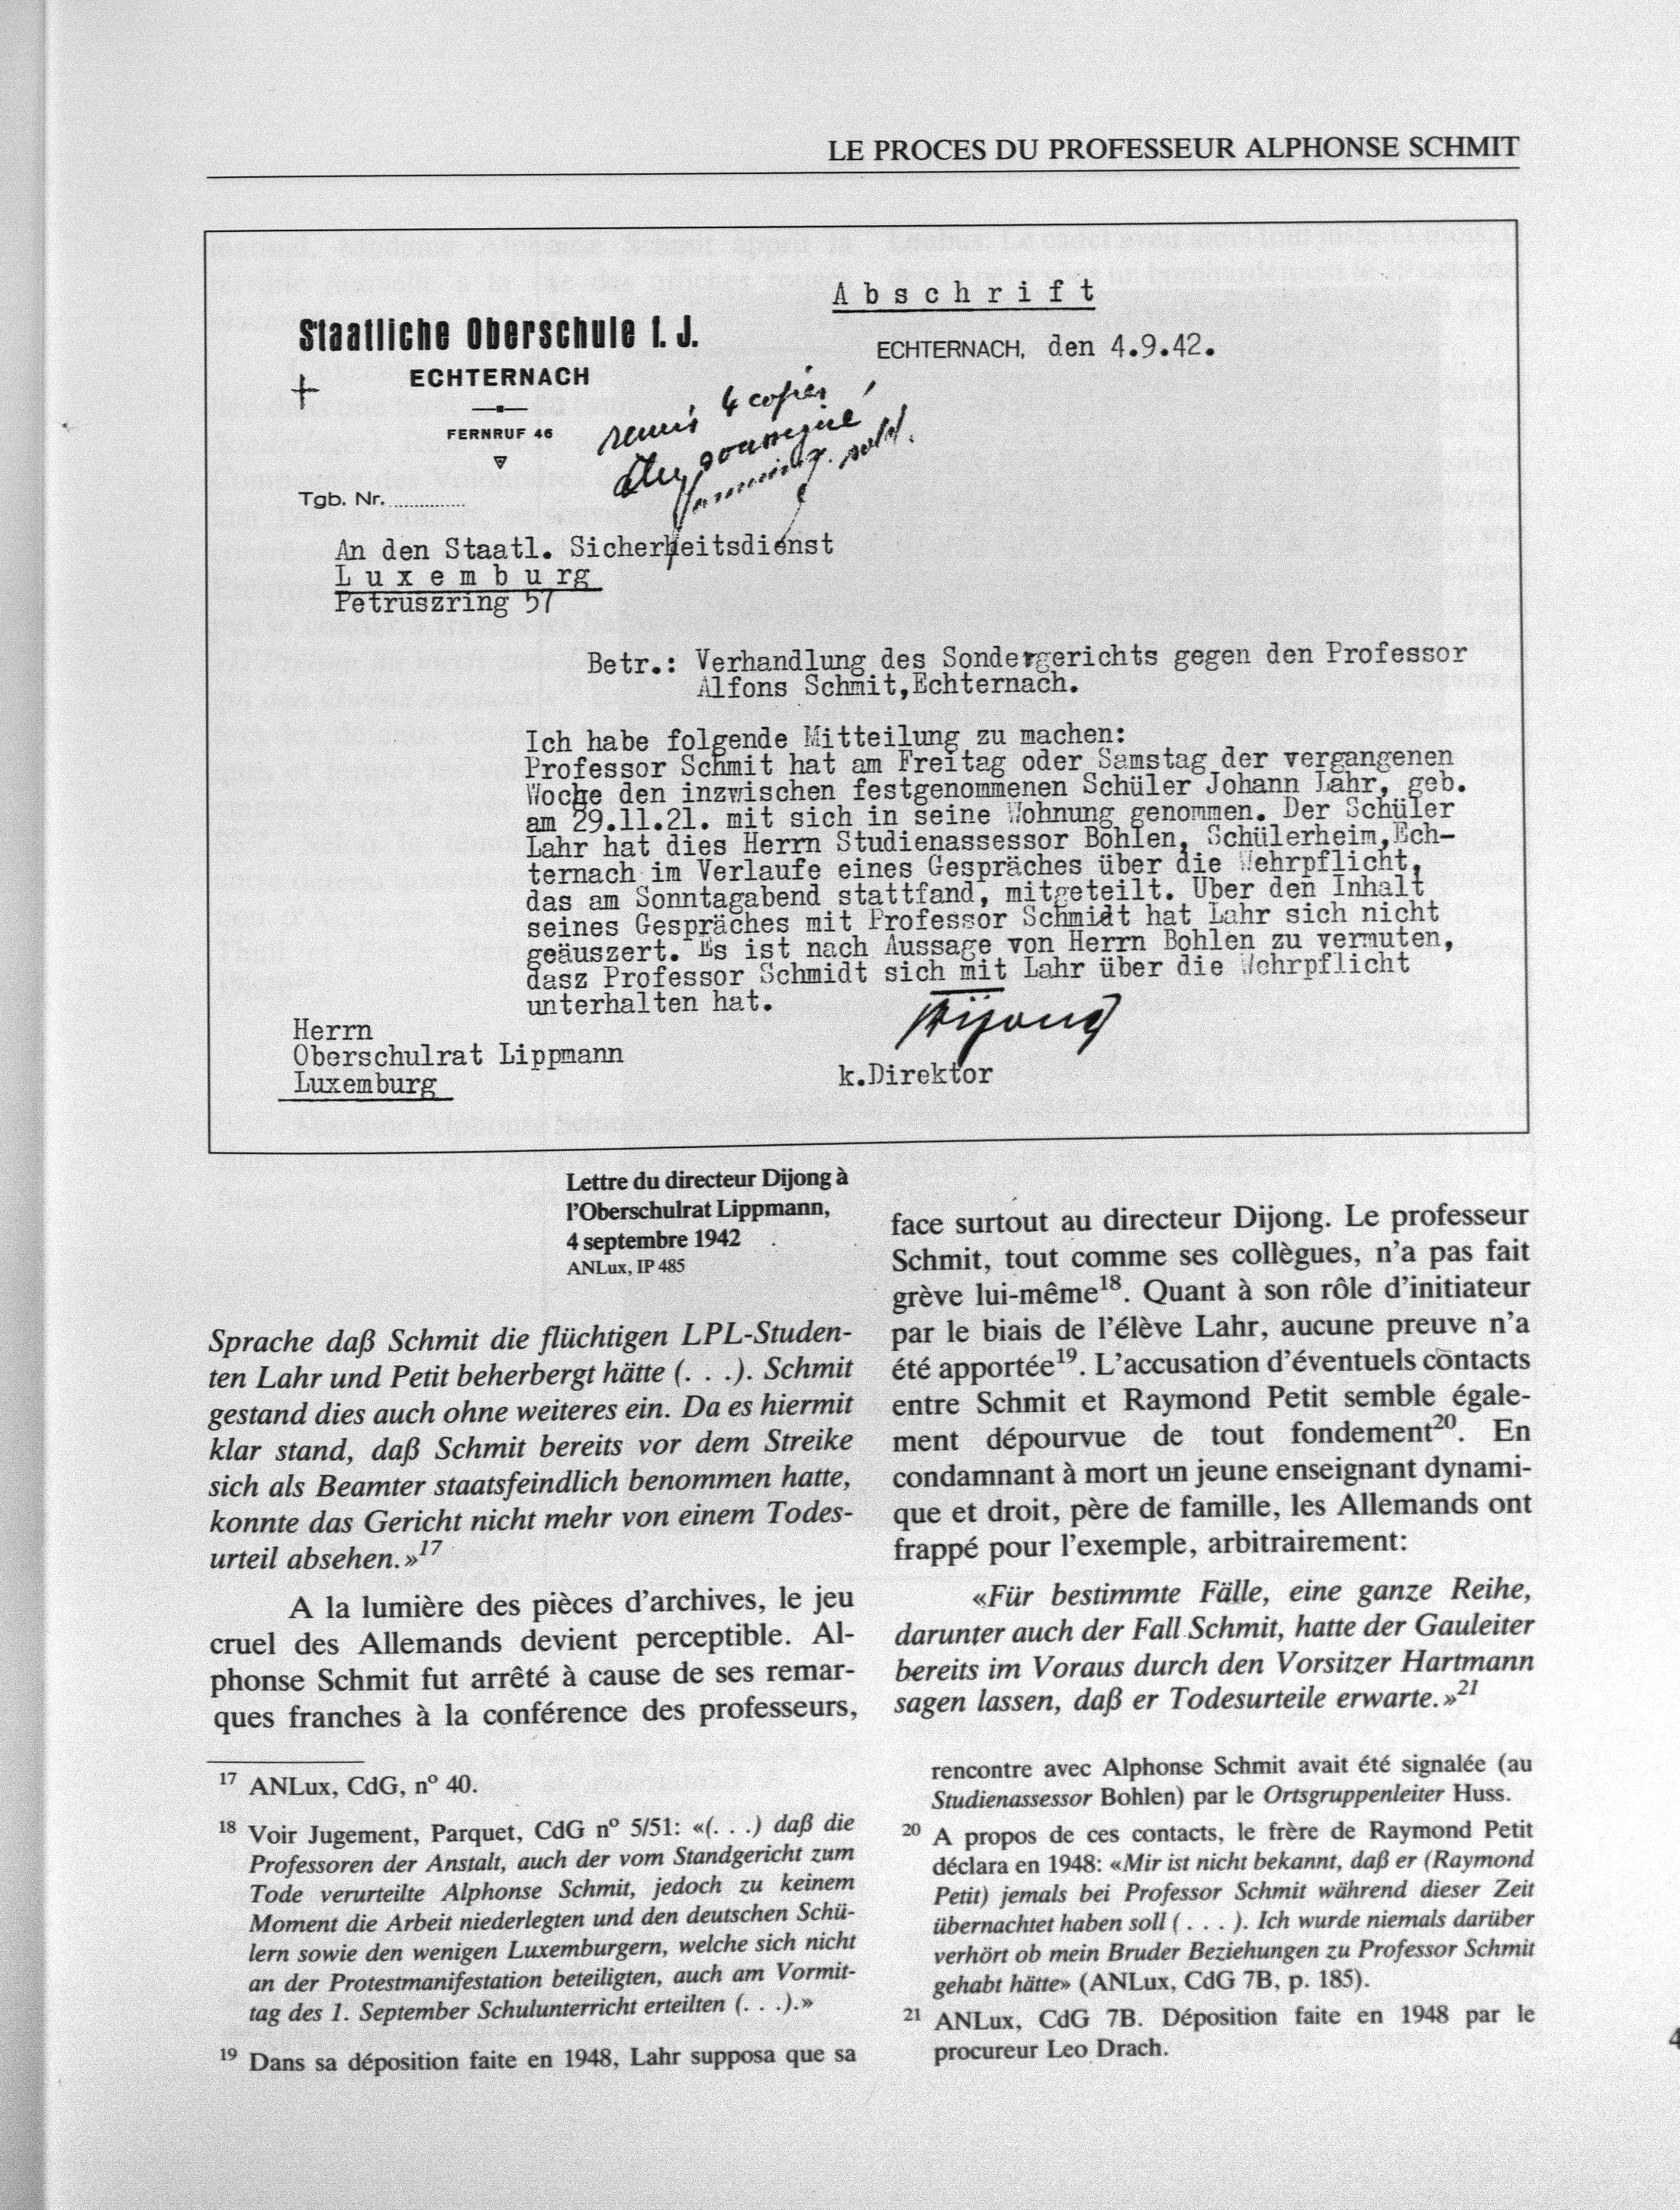 LE PROCES DU PROFESSEUR ALPHONSE SCHMIT
Abschrift
Staatliche Oberschule i. J.
ECHTERNACH
ECHTERNACH, den 4.9.42.
FERNRUF 46
4 copies
Tgb. Nr.
An den Staatl. Sicherheitsdienst
Luxemburg
Petruszring 57
Betr.: Verhandlung des Sondergerichts gegen den Professor
Alfons Schmit,Echternach.
Ich habe folgende Mitteilung zu machen:
Professor Schmit hat am Freitag oder Samstag der vergangenen
Woche den inzwischen festgenommenen Schüler Johann Lahr, geb.
am 29.11.21. mit sich in seine Wohnung genommen. Der Schüler
Lahr hat dies Herrn Studienassessor Bohlen, Schülerheim,Ech-
ternach im Verlaufe eines Gespräches über die Wehrpflicht,
das am Sonntagabend stattfand, mitgeteilt. Uber den Inhalt
seines Gespräches mit Professor Schmidt hat Lahr sich nicht
geäuszert. Es ist nach Aussage von Herrn Bohlen zu vermuten,
dasz Professor Schmidt sich mit Lahr über die Wehrpflicht
unterhalten hat.
Dijong
Herrn
Oberschulrat Lippmann
Luxemburg
k.Direktor
Lettre du directeur Dijong à
l'Oberschulrat Lippmann,
4 septembre 1942
ANLux, IP 485
Sprache daß Schmit die flüchtigen LPL-Studen-
ten Lahr und Petit beherbergt hätte (. . .). Schmit
gestand dies auch ohne weiteres ein. Da es hiermit
klar stand, daß Schmit bereits vor dem Streike
sich als Beamter staatsfeindlich benommen hatte,
konnte das Gericht nicht mehr von einem Todes-
urteil absehen.»17
A la lumière des pièces d'archives, le jeu
cruel des Allemands devient perceptible. Al-
phonse Schmit fut arrêté à cause de ses remar-
ques franches à la conférence des professeurs,
face surtout au directeur Dijong. Le professeur
Schmit, tout comme ses collègues, n'a pas fait
grève lui-même18. Quant à son rôle d'initiateur
par le biais de l'élève Lahr, aucune preuve n'a
été apportée19. L'accusation d'éventuels contacts
entre Schmit et Raymond Petit semble égale-
ment dépourvue de tout fondement20. En
condamnant à mort un jeune enseignant dynami-
que et droit, père de famille, les Allemands ont
frappé pour l'exemple, arbitrairement:
«Für bestimmte Fälle, eine ganze Reihe,
darunter auch der Fall Schmit, hatte der Gauleiter
bereits im Voraus durch den Vorsitzer Hartmann
sagen lassen, daß er Todesurteile erwarte.»21
17 ANLux, CdG, nº 40.
18 Voir Jugement, Parquet, CdG nº 5/51: «(. . .) daß die
Professoren der Anstalt, auch der vom Standgericht zum
Tode verurteilte Alphonse Schmit, jedoch zu keinem
Moment die Arbeit niederlegten und den deutschen Schü-
lern sowie den wenigen Luxemburgern, welche sich nicht
an der Protestmanifestation beteiligten, auch am Vormit-
tag des 1. September Schulunterricht erteilten (. . .).»
19 Dans sa déposition faite en 1948, Lahr supposa que sa
rencontre avec Alphonse Schmit avait été signalée (au
Studienassessor Bohlen) par le Ortsgruppenleiter Huss.
20 A propos de ces contacts, le frère de Raymond Petit
déclara en 1948: «Mir ist nicht bekannt, daß er (Raymond
Petit) jemals bei Professor Schmit während dieser Zeit
übernachtet haben soll (. . . ). Ich wurde niemals darüber
verhört ob mein Bruder Beziehungen zu Professor Schmit
gehabt hätte» (ANLux, CdG 7B, p. 185).
21 ANLux, CdG 7B. Déposition faite en 1948 par le
procureur Leo Drach.
4